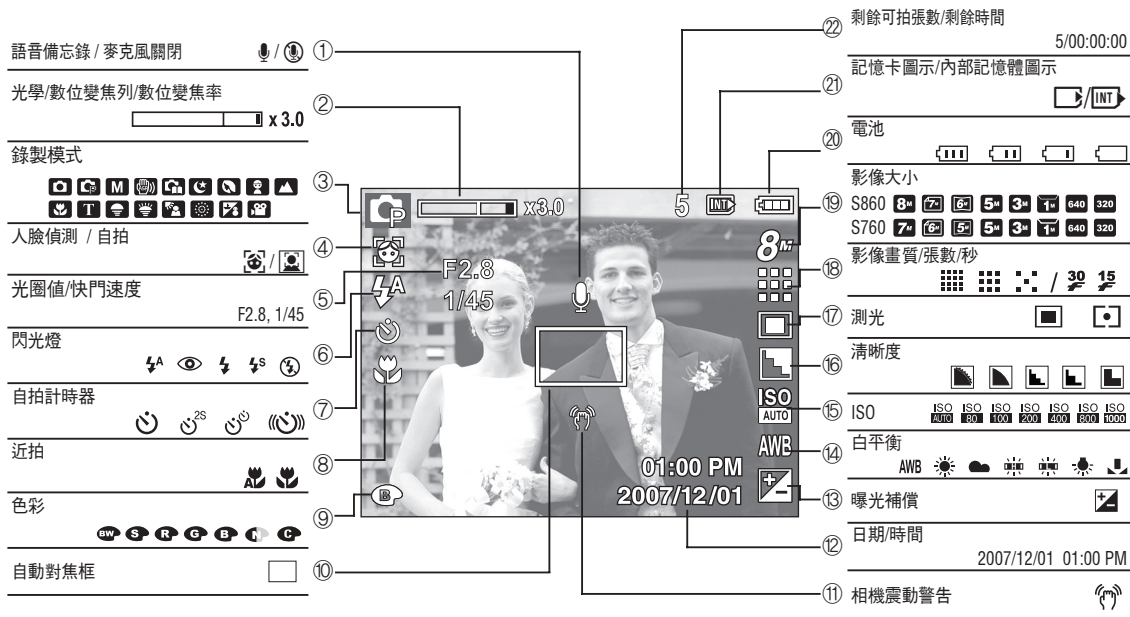 語音備忘錄 / 麥克風關閉 / ①
光學/數位變焦列/數位變焦率
x 3.0 ②
錄製模式
M T ③
人臉偵測 / 自拍
/ ④
光圈值/快門速度
F2.8, 1/45 ⑤
閃光燈
A S ⑥
自拍計時器
2S ⑦
近拍
AF ⑧
色彩
BW S R G B N C ⑨
自動對焦框 ⑩
P x3.0 5 INT
F2.8
A 1/45
8M
ISO
AUTO
AWB
01:00 PM
2007/12/01
B
㉒ 剩餘可拍張數/剩餘時間
5/00:00:00
㉑ 記憶卡圖示/內部記憶體圖示
/ INT
⑳ 電池
⑲ 影像大小
S860 8M 7M 6M 5M 3M 1M 640 320
S760 7M 6M 5M 5M 3M 1M 640 320
⑱ 影像畫質/張數/秒
/ 30 F 15 F
⑰ 測光
⑯ 清晰度
⑮ ISO ISO AUTO ISO 80 ISO 100 ISO 200 ISO 400 ISO 800 ISO 1000
⑭ 白平衡
AWB
⑬ 曝光補償
⑫ 日期/時間
2007/12/01 01:00 PM
⑪ 相機震動警告